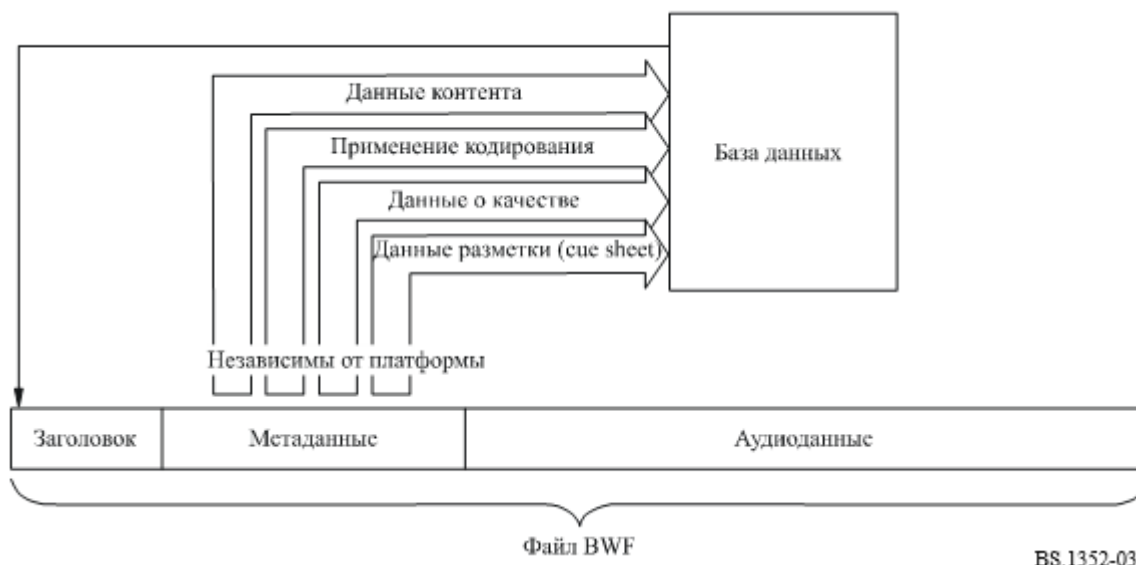 Данные контента
Применение кодирования
База данных
Данные о качестве
Данные разметки (cue sheet)
Независимы от платформы
Заголовок
Метаданные
Аудиоданные
Файл BWF
BS.1352-03